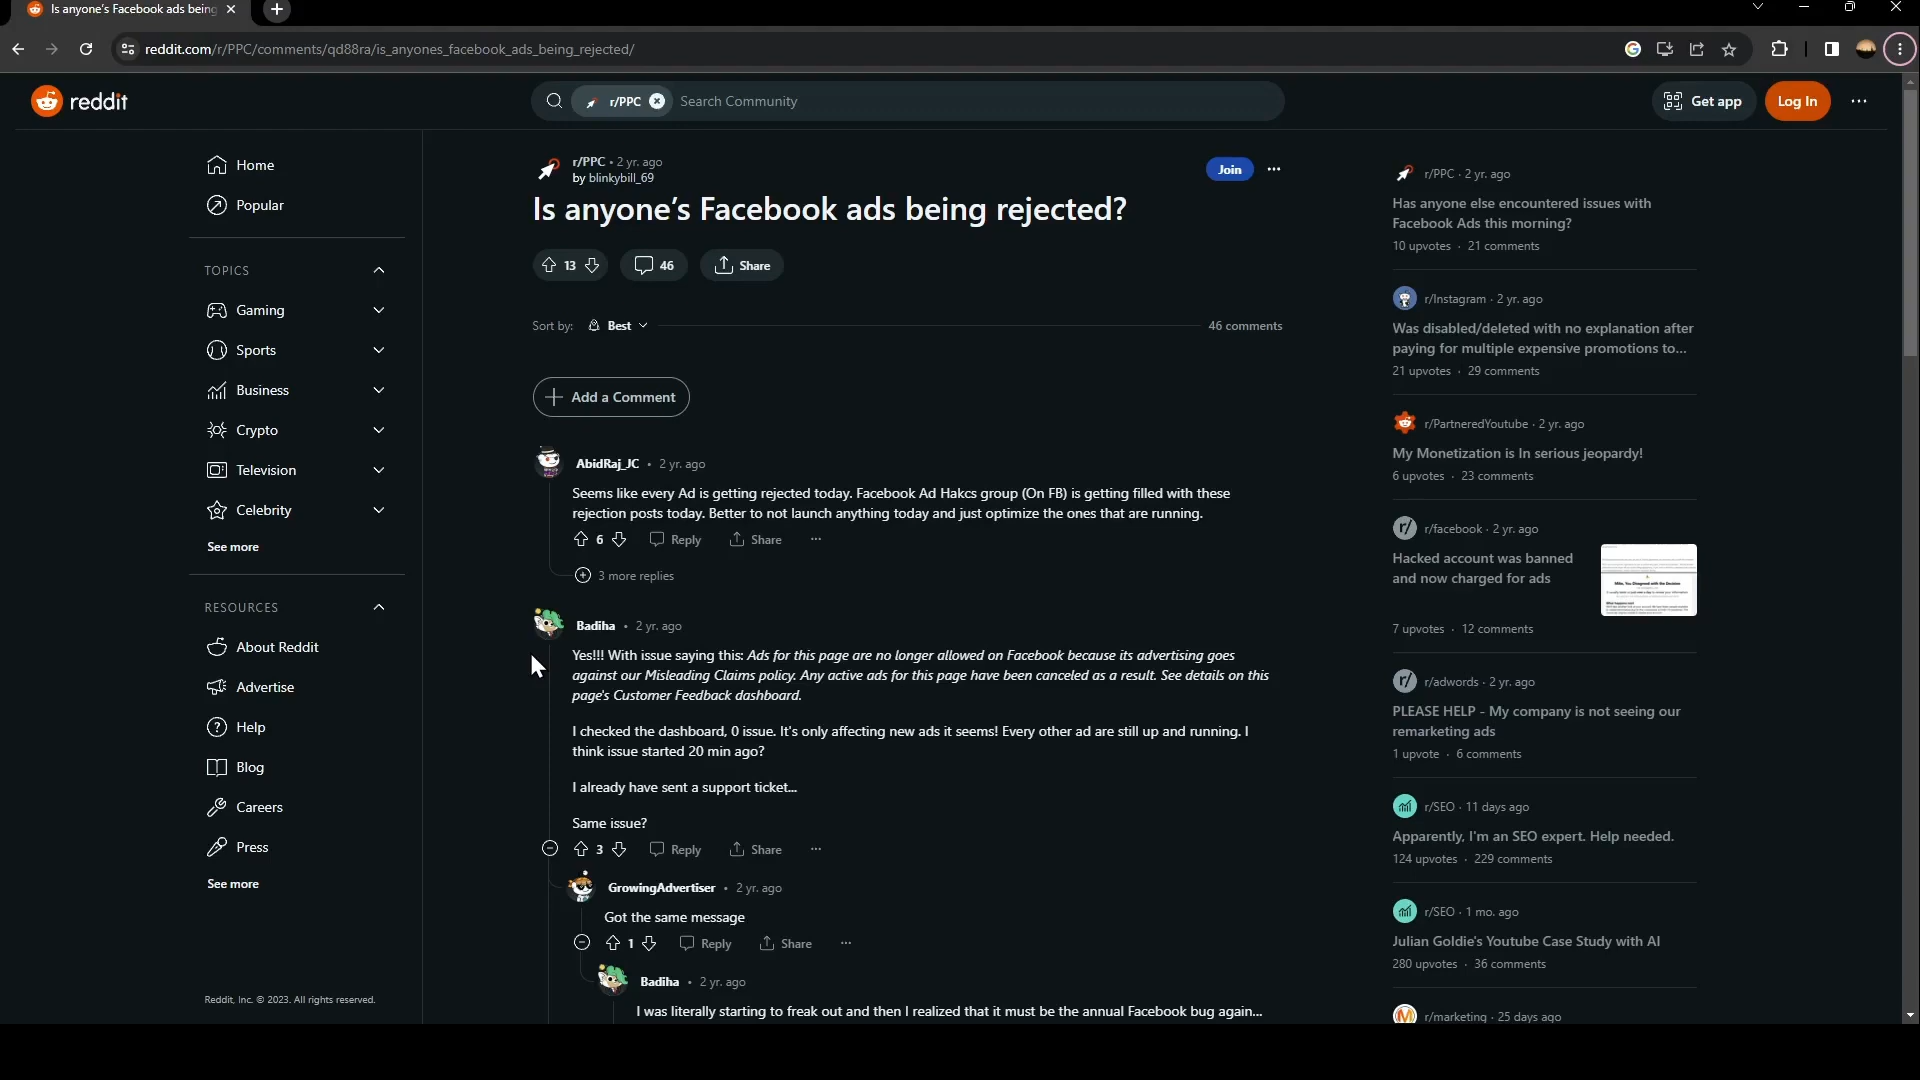 Is anyone's Facebook ads being
reddit.com/r/PPC/comments/qd88ra/is_anyones_facebook_ads_being_rejected/
reddit
r/PPC
Search Community
Get app
Log In
Home
Popular
TOPICS
Gaming
Sports
Business
Crypto
Television
Celebrity
See more
RESOURCES
About Reddit
Advertise
Help
Blog
Careers
Press
See more
Reddit, Inc. © 2023. All rights reserved.
r/PPC • 2 yr. ago
by blinkybill_69
Join
Is anyone's Facebook ads being rejected?
13
46
Share
Sort by:
Best
46 comments
Add a Comment
AbidRaj_JC • 2 yr. ago
Seems like every Ad is getting rejected today. Facebook Ad Hakcs group (On FB) is getting filled with these
rejection posts today. Better to not launch anything today and just optimize the ones that are running.
6 Reply Share
3 more replies
Badiha • 2 yr. ago
Yes!!! With issue saying this: Ads for this page are no longer allowed on Facebook because its advertising goes
against our Misleading Claims policy. Any active ads for this page have been canceled as a result. See details on this
page's Customer Feedback dashboard.
I checked the dashboard, 0 issue. It's only affecting new ads it seems! Every other ad are still up and running. I
think issue started 20 min ago?
I already have sent a support ticket...
Same issue?
3 Reply Share
GrowingAdvertiser • 2 yr. ago
Got the same message
1 Reply Share
Badiha • 2 yr. ago
I was literally starting to freak out and then I realized that it must be the annual Facebook bug again...
r/PPC · 2 yr. ago
Has anyone else encountered issues with
Facebook Ads this morning?
10 upvotes · 21 comments
r/Instagram · 2 yr. ago
Was disabled/deleted with no explanation after
paying for multiple expensive promotions to...
21 upvotes · 29 comments
r/PartneredYoutube · 2 yr. ago
My Monetization is In serious jeopardy!
6 upvotes · 23 comments
r/ r/facebook · 2 yr. ago
Hacked account was banned
and now charged for ads
7 upvotes · 12 comments
r/ r/adwords · 2 yr. ago
PLEASE HELP - My company is not seeing our
remarketing ads
1 upvote · 6 comments
r/SEO · 11 days ago
Apparently, I'm an SEO expert. Help needed.
124 upvotes · 229 comments
r/SEO · 1 mo. ago
Julian Goldie's Youtube Case Study with AI
280 upvotes · 36 comments
r/marketing · 25 days ago